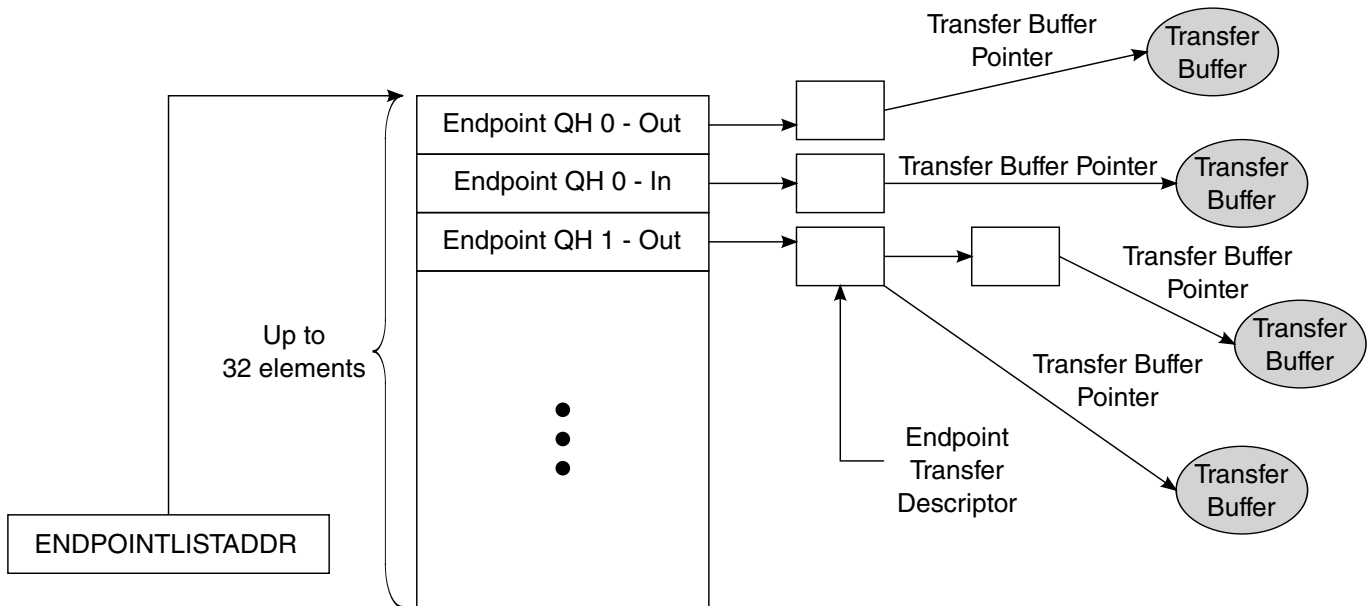 Transfer Buffer
Pointer
Transfer
Buffer
Endpoint QH 0 - Out
Endpoint QH 0 - In
Transfer Buffer Pointer
Transfer
Buffer
Endpoint QH 1 - Out
Transfer Buffer
Pointer
Transfer
Buffer
Up to
32 elements
Transfer Buffer
Pointer
Endpoint
Transfer
Descriptor
Transfer
Buffer
ENDPOINTLISTADDR